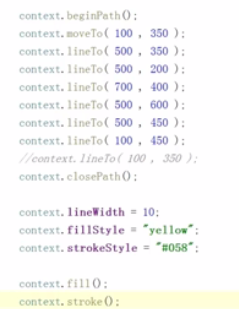 context.beginPath();
context.moveTo( 100 , 350 );
context.lineTo( 500 , 350 );
context.lineTo( 500 , 200 );
context.lineTo( 700 , 400 );
context.lineTo( 500 , 600 );
context.lineTo( 500 , 450 );
context.lineTo( 100 , 450 );
//context.lineTo( 100 , 350 );
context.closePath();
context.lineWidth = 10;
context.fillStyle = "yellow";
context.strokeStyle = "#058";
context.fill();
context.stroke();